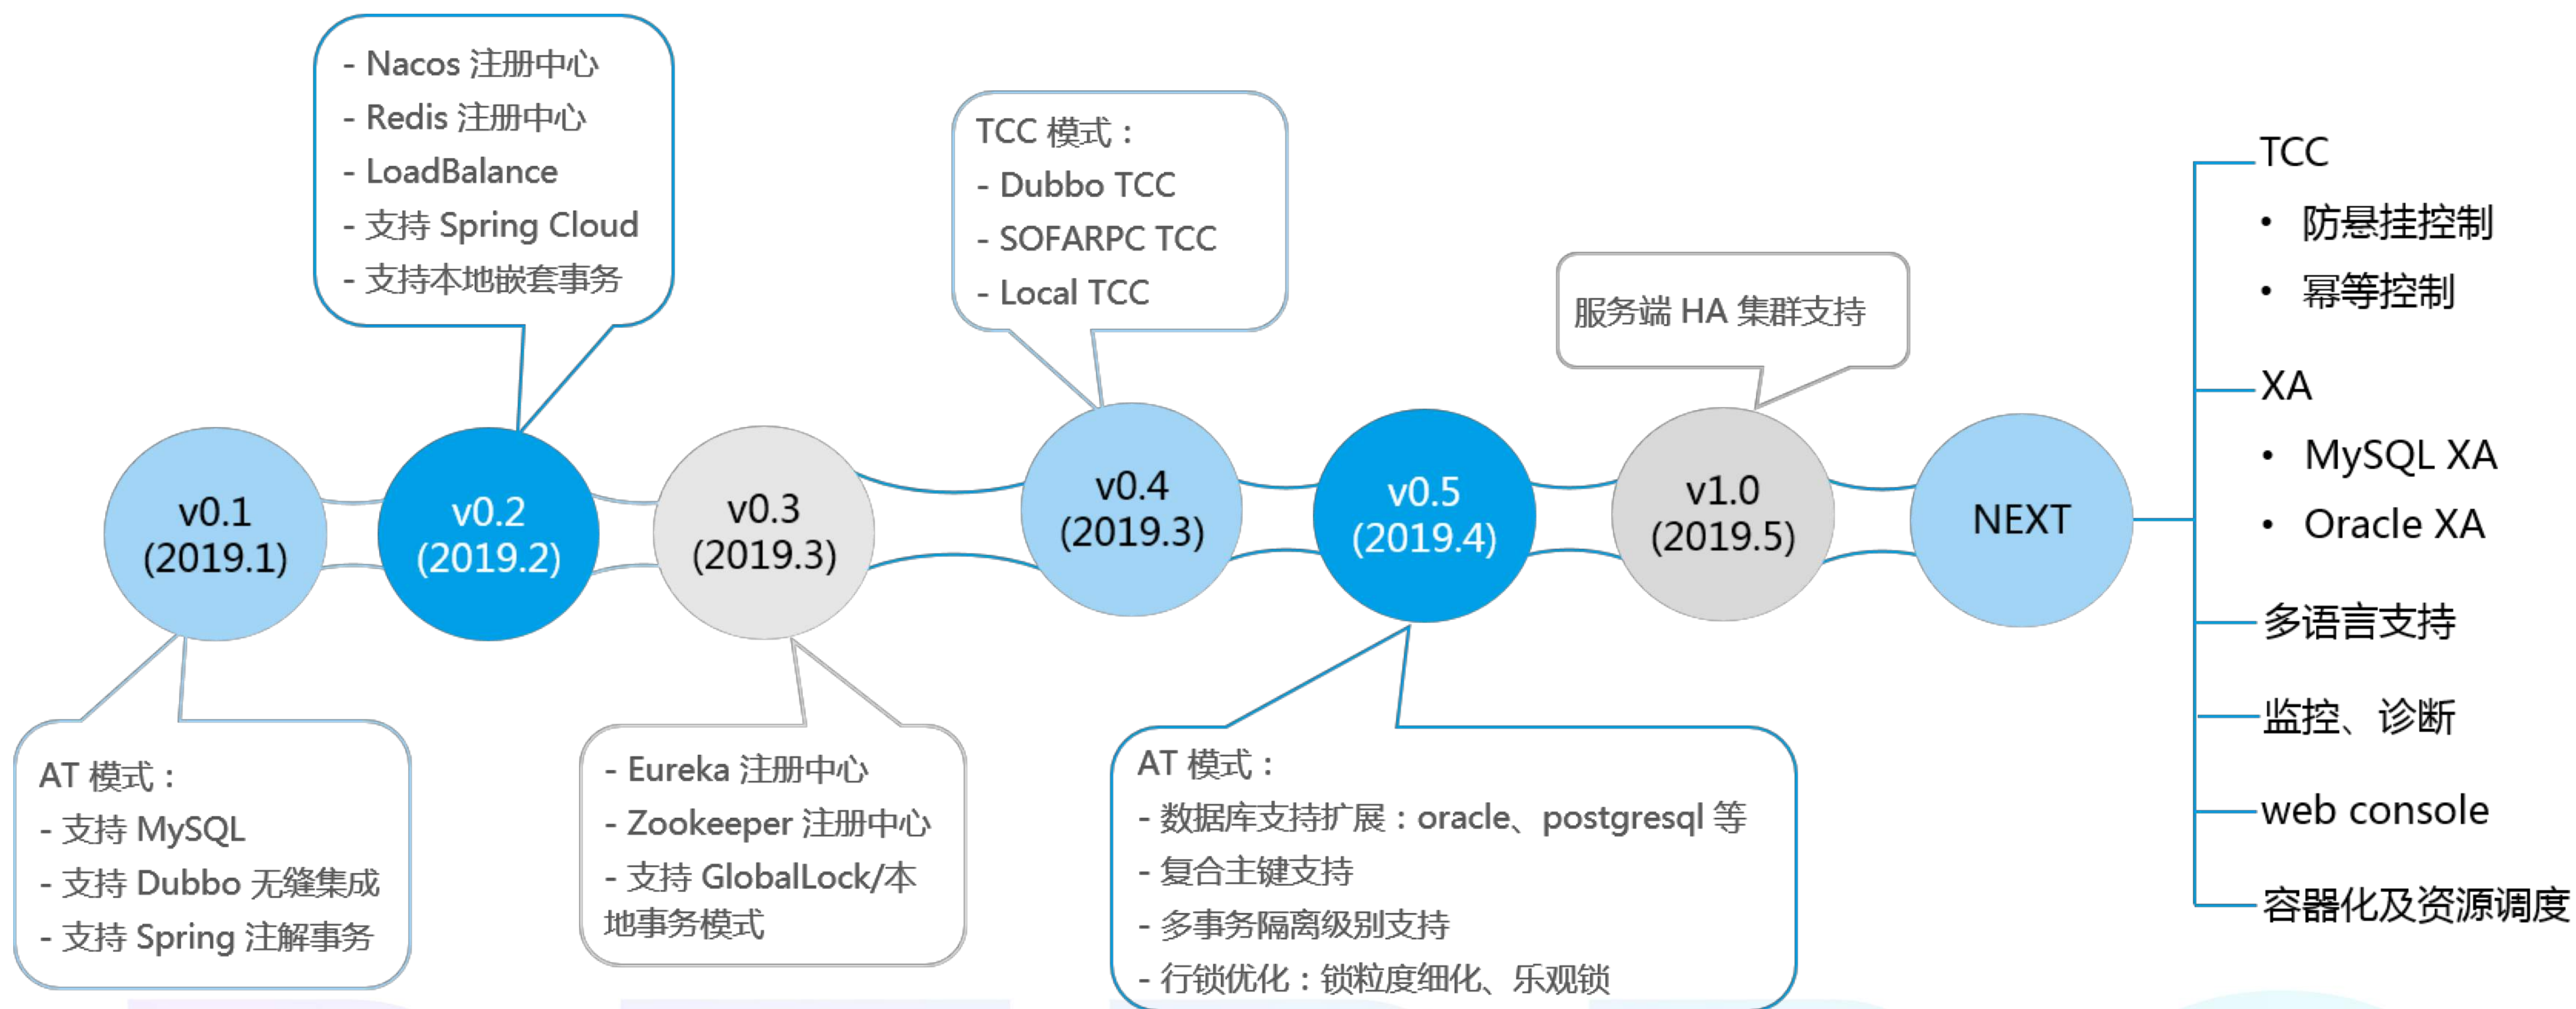 - Nacos 注册中心
- Redis 注册中心
- LoadBalance
- 支持 Spring Cloud
- 支持本地嵌套事务
TCC 模式：
- Dubbo TCC
- SOFARPC TCC
- Local TCC
服务端 HA 集群支持
v0.1
(2019.1)
v0.2
(2019.2)
v0.3
(2019.3)
v0.4
(2019.3)
v0.5
(2019.4)
v1.0
(2019.5)
NEXT
AT 模式：
- 支持 MySQL
- 支持 Dubbo 无缝集成
- 支持 Spring 注解事务
- Eureka 注册中心
- Zookeeper 注册中心
- 支持 GlobalLock/本
地事务模式
AT 模式：
- 数据库支持扩展：oracle、postgresql 等
- 复合主键支持
- 多事务隔离级别支持
- 行锁优化：锁粒度细化、乐观锁
TCC
• 防悬挂控制
• 幂等控制
XA
• MySQL XA
• Oracle XA
多语言支持
监控、诊断
web console
容器化及资源调度